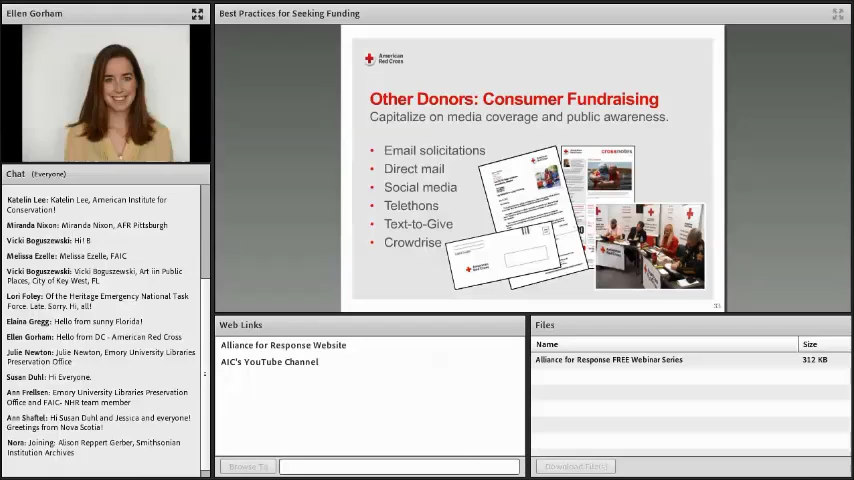 Ellen Gorham
Best Practices for Seeking Funding
American
Red Cross
Other Donors: Consumer Fundraising
Capitalize on media coverage and public awareness.
• Email solicitations
• Direct mail
• Social media
• Telethons
• Text-to-Give
• Crowdrise
crossnotes
American
Red Cross
33
Chat (Everyone)
Katelin Lee: Katelin Lee, American Institute for
Conservation!
Miranda Nixon: Miranda Nixon, AFR Pittsburgh
Vicki Boguszewski: Hi! B
Melissa Ezelle: Melissa Ezelle, FAIC
Vicki Boguszewski: Vicki Boguszewski, Art iin Public
Places, City of Key West, FL
Lori Foley: Of the Heritage Emergency National Task
Force. Late. Sorry. Hi, all!
Elaina Gregg: Hello from sunny Florida!
Ellen Gorham: Hello from DC - American Red Cross
Julie Newton: Julie Newton, Emory University Libraries
Preservation Office
Susan Duhl: Hi Everyone.
Ann Frellsen: Emory University Libraries Preservation
Office and FAIC- NHR team member
Ann Shaftel: Hi Susan Duhl and Jessica and everyone!
Greetings from Nova Scotia!
Nora: Joining: Alison Reppert Gerber, Smithsonian
Institution Archives
Web Links
Alliance for Response Website
AIC's YouTube Channel
Browse To
Files
Name Size
Alliance for Response FREE Webinar Series 312 KB
Download File(s)